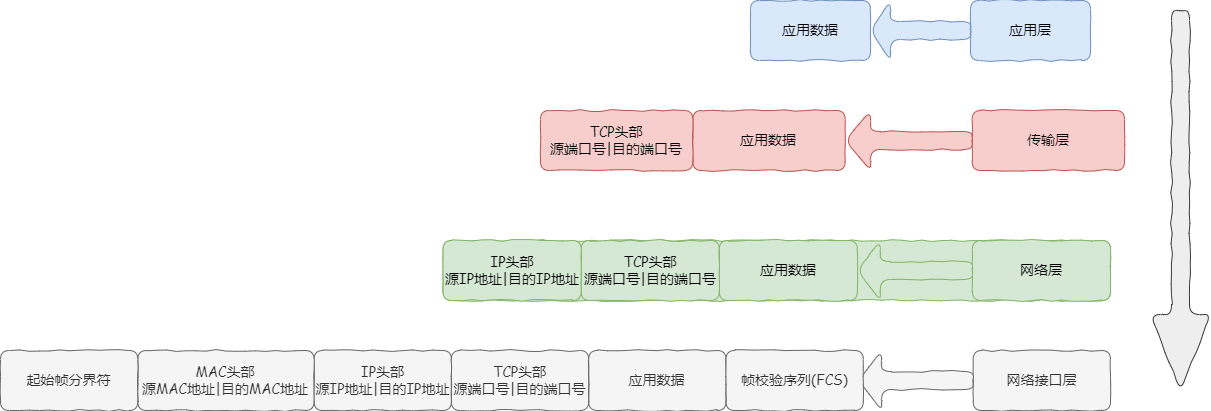 应用数据
应用层
TCP头部
源端口号|目的端口号
应用数据
传输层
IP头部
源IP地址|目的IP地址
TCP头部
源端口号|目的端口号
应用数据
网络层
起始帧分界符
MAC头部
源MAC地址|目的MAC地址
IP头部
源IP地址|目的IP地址
TCP头部
源端口号|目的端口号
应用数据
帧校验序列(FCS)
网络接口层